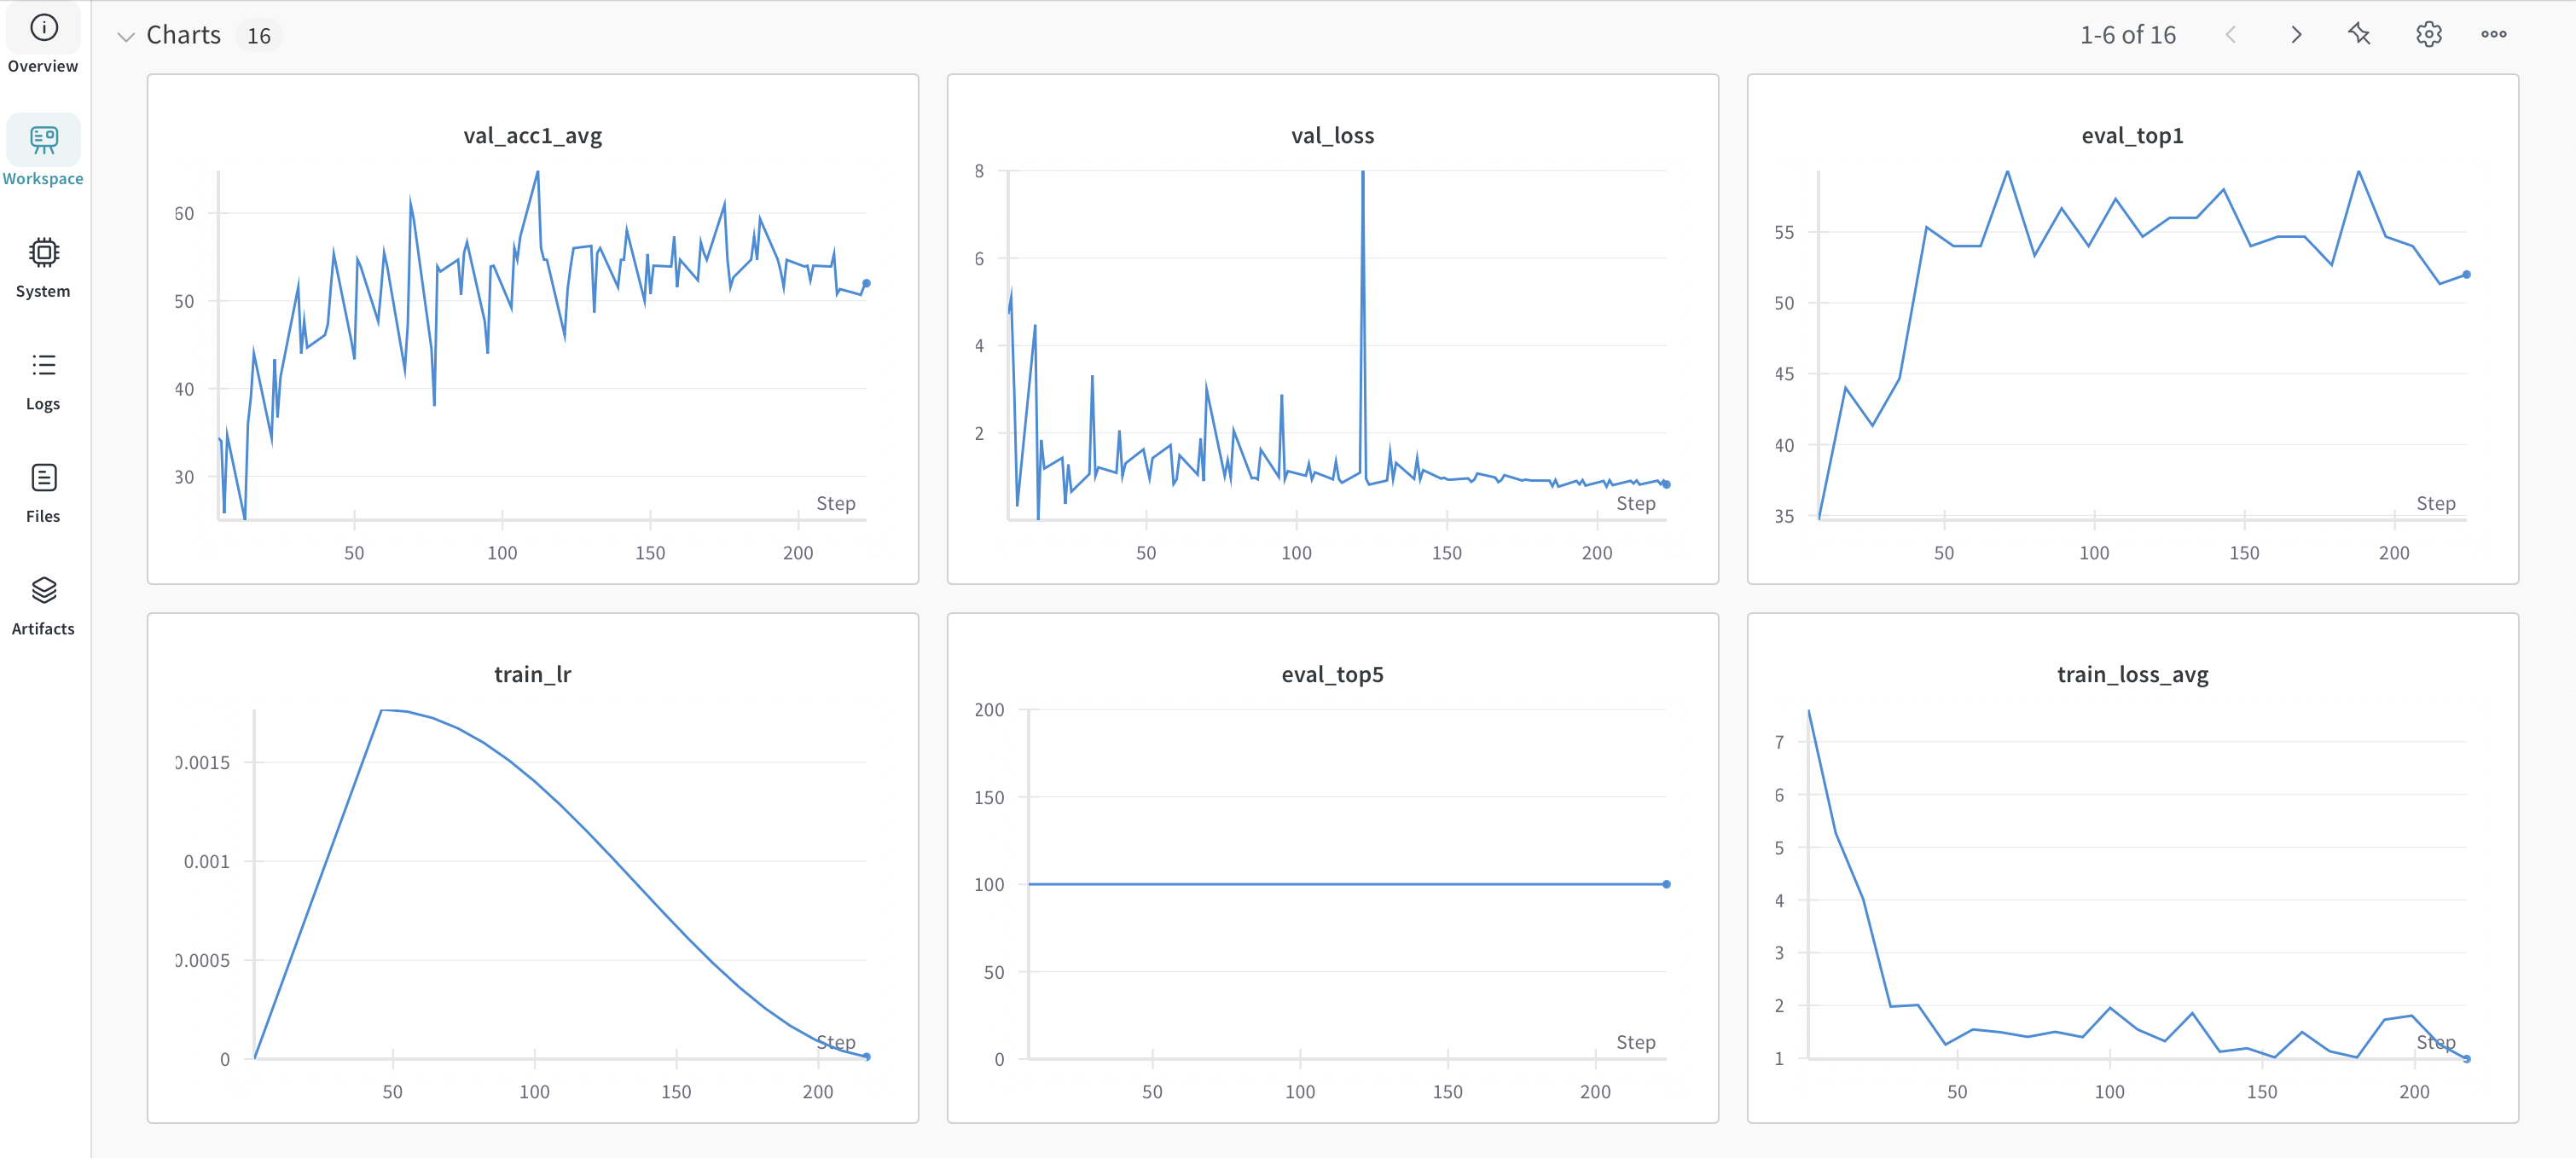 Overview
Workspace
System
Logs
Files
Artifacts
Charts 16
1-6 of 16
val_acc1_avg
60
50
40
30
Step
50 100 150 200
val_loss
8
6
4
2
Step
50 100 150 200
eval_top1
55
50
45
40
35
Step
50 100 150 200
train_lr
0.0015
0.001
0.0005
0
Step
50 100 150 200
eval_top5
200
150
100
50
0
Step
50 100 150 200
train_loss_avg
7
6
5
4
3
2
1
Step
50 100 150 200